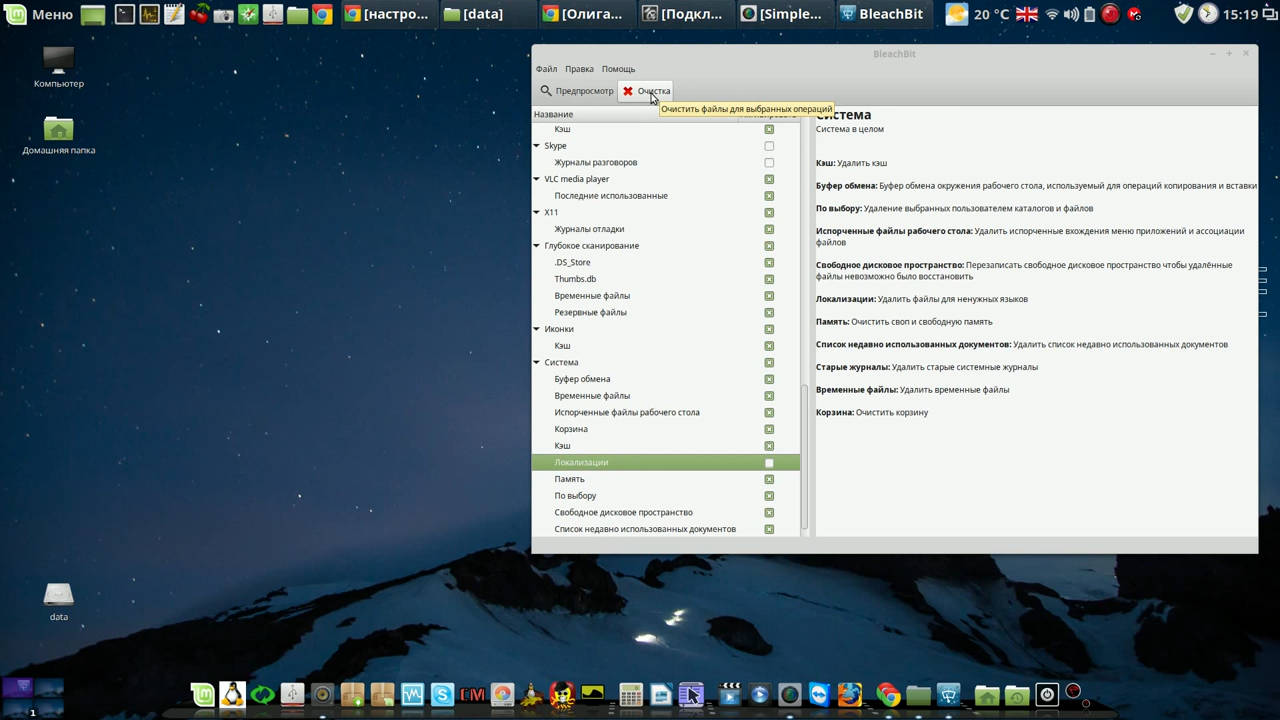 Меню
[настро...
[data]
[Олига...
[Подкл...
[Simple...
BleachBit
20 °C
15:19
Компьютер
Домашняя папка
data
1
BleachBit
Файл Правка Помощь
Предпросмотр Очистка
Очистить файлы для выбранных операций
Название
Кэш
Skype
Журналы разговоров
VLC media player
Последние использованные
X11
Журналы отладки
Глубокое сканирование
.DS_Store
Thumbs.db
Временные файлы
Резервные файлы
Иконки
Кэш
Система
Буфер обмена
Временные файлы
Испорченные файлы рабочего стола
Корзина
Кэш
Локализации
Память
По выбору
Свободное дисковое пространство
Список недавно использованных документов
Система
Система в целом
Кэш: Удалить кэш
Буфер обмена: Буфер обмена окружения рабочего стола, используемый для операций копирования и вставки
По выбору: Удаление выбранных пользователем каталогов и файлов
Испорченные файлы рабочего стола: Удалить испорченные вхождения меню приложений и ассоциации
файлов
Свободное дисковое пространство: Перезаписать свободное дисковое пространство чтобы удалённые
файлы невозможно было восстановить
Локализации: Удалить файлы для ненужных языков
Память: Очистить своп и свободную память
Список недавно использованных документов: Удалить список недавно использованных документов
Старые журналы: Удалить старые системные журналы
Временные файлы: Удалить временные файлы
Корзина: Очистить корзину